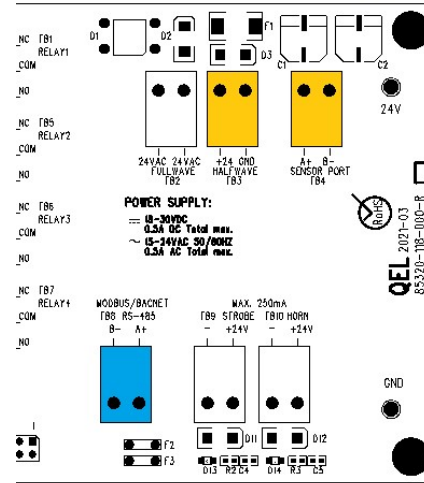 D1
D2
F1
D3
C1
C2
NC TB1
RELAY1
COM
NO
24V
NC TB5
RELAY2
COM
NO
24VAC 24VAC
FULLWAVE
TB2
+24 GND
HALFWAVE
TB3
A+ B-
SENSOR PORT
TB4
POWER SUPPLY:
18-30VDC
0.5A DC Total max.
~ 15-24VAC 50/60HZ
0.5A AC Total max.
RoHS
QEL 2021-03
85320-118-000-R
NC TB6
RELAY3
COM
NO
NC TB7
RELAY4
COM
NO
MODBUS/BACNET
TB8 RS-485
B- A+
MAX. 250mA
TB9 STROBE
- +24V
TB10 HORN
- +24V
GND
1
F2
F3
D11
D12
D13 R2 C4
D14 R3 C5